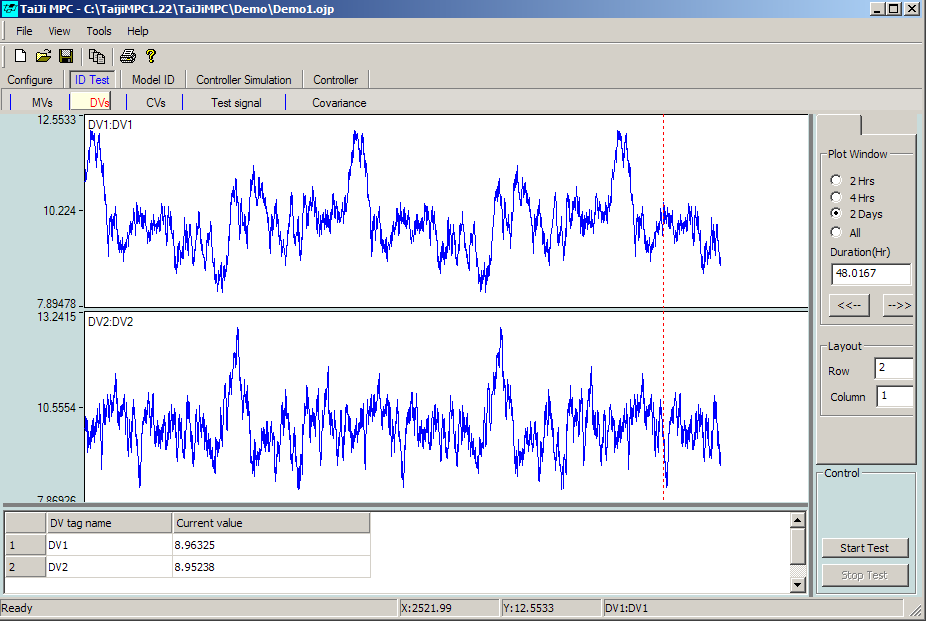 TaiJi MPC - C:\TaijiMPC1.22\TaiJiMPC\Demo\Demo1.ojp
File View Tools Help
Configure ID Test Model ID Controller Simulation Controller
MVs DVs CVs Test signal Covariance
12.5533
DV1:DV1
10.224
7.89478
13.2415
DV2:DV2
10.5554
7.86926
Plot Window
2 Hrs
4 Hrs
2 Days
All
Duration(Hr)
48.0167
<<-- -->>
Layout
Row 2
Column 1
Control
Start Test
Stop Test
DV tag name Current value
1 DV1 8.96325
2 DV2 8.95238
Ready X:2521.99 Y:12.5533 DV1:DV1